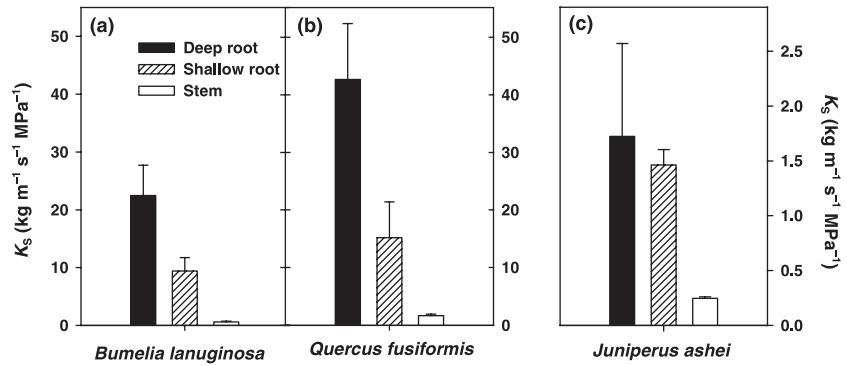 (a)
(b)
(c)
Deep root
Shallow root
Stem
K_S (kg m⁻¹ s⁻¹ MPa⁻¹)
50
40
30
20
10
0
50
40
30
20
10
0
2.5
2.0
1.5
1.0
0.5
0.0
K_S (kg m⁻¹ s⁻¹ MPa⁻¹)
Bumelia lanuginosa
Quercus fusiformis
Juniperus ashei